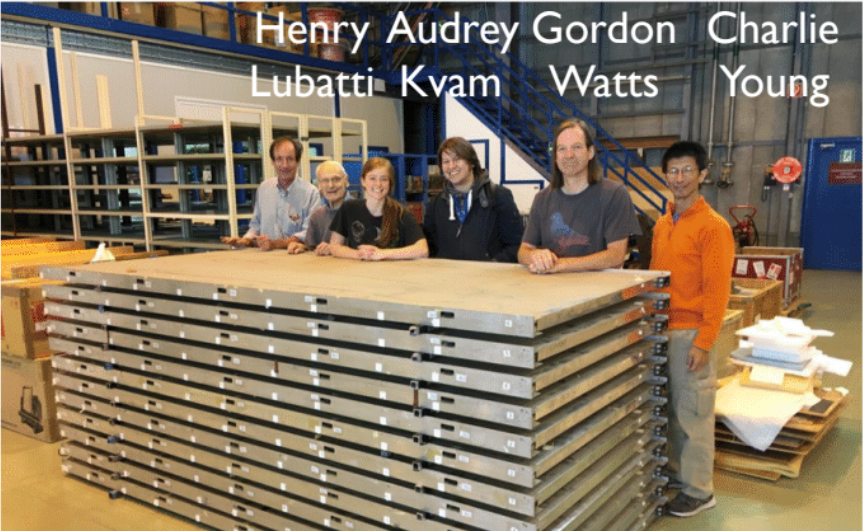 Henry Audrey Gordon Charlie
Lubatti Kvam Watts Young